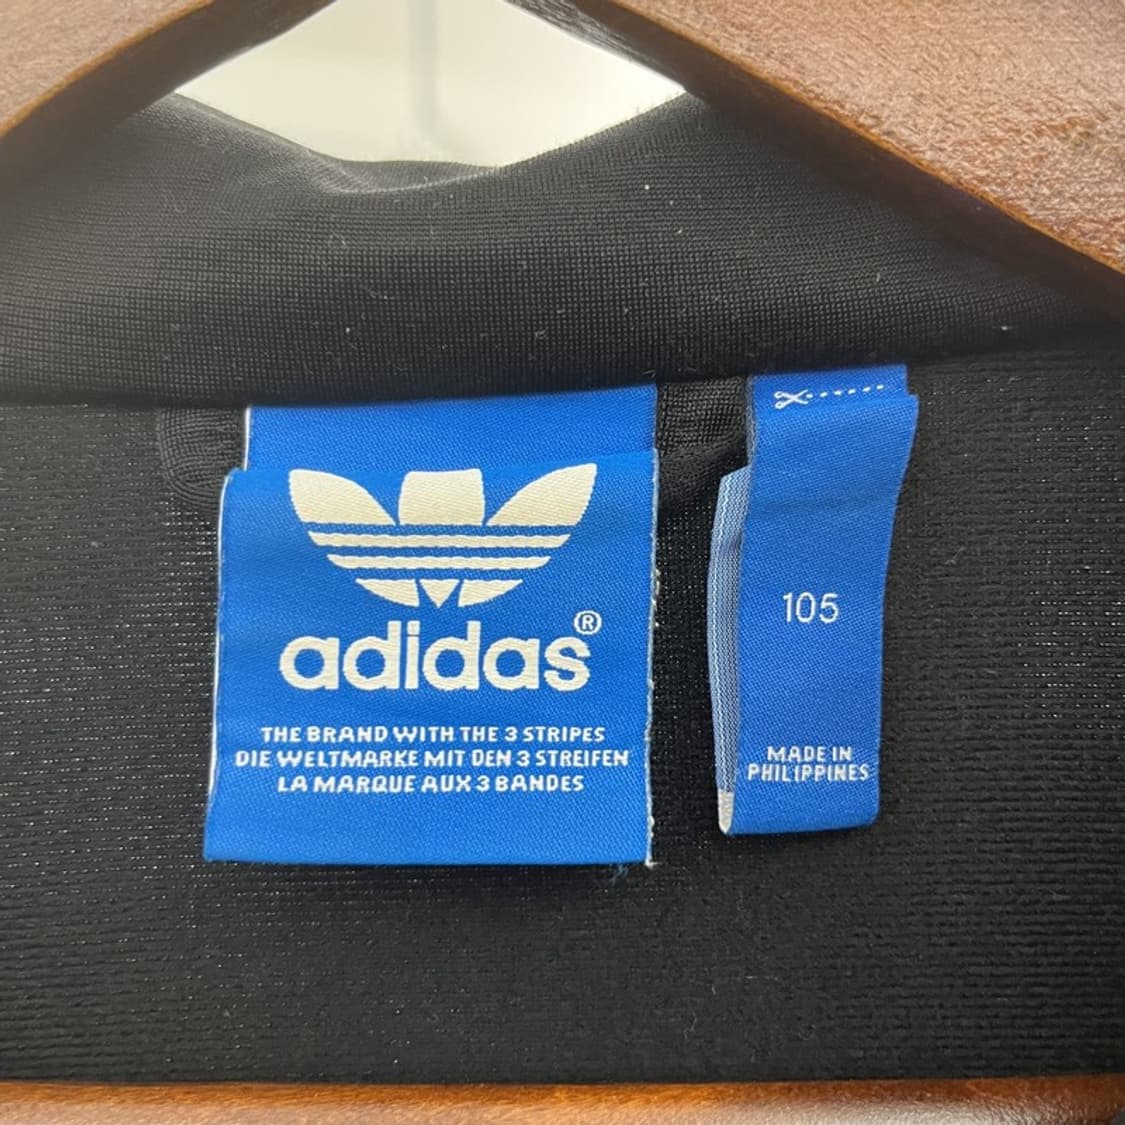 adidas®
THE BRAND WITH THE 3 STRIPES
DIE WELTMARKE MIT DEN 3 STREIFEN
LA MARQUE AUX 3 BANDES
105
MADE IN
PHILIPPINES